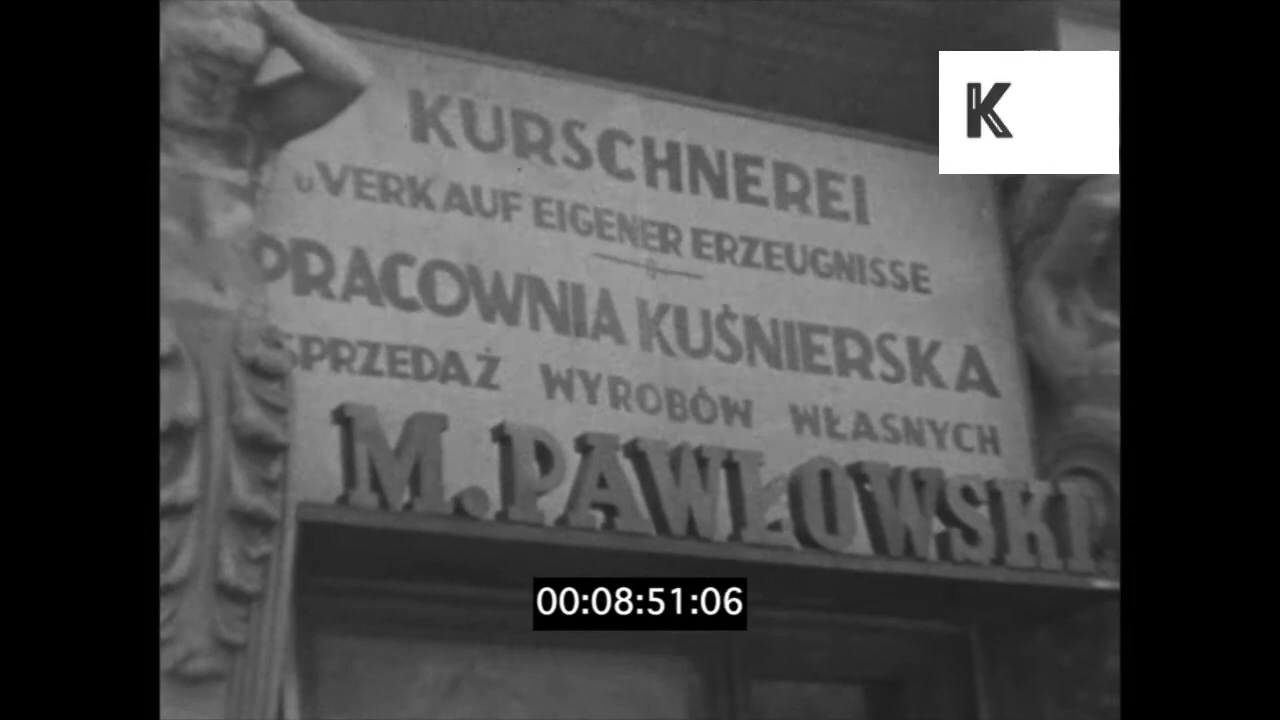 K
KURSCHNEREI
u VERKAUF EIGENER ERZEUGNISSE
PRACOWNIA KUŚNIERSKA
SPRZEDAŻ WYROBÓW WŁASNYCH
M. PAWŁOWSKI
00:08:51:06